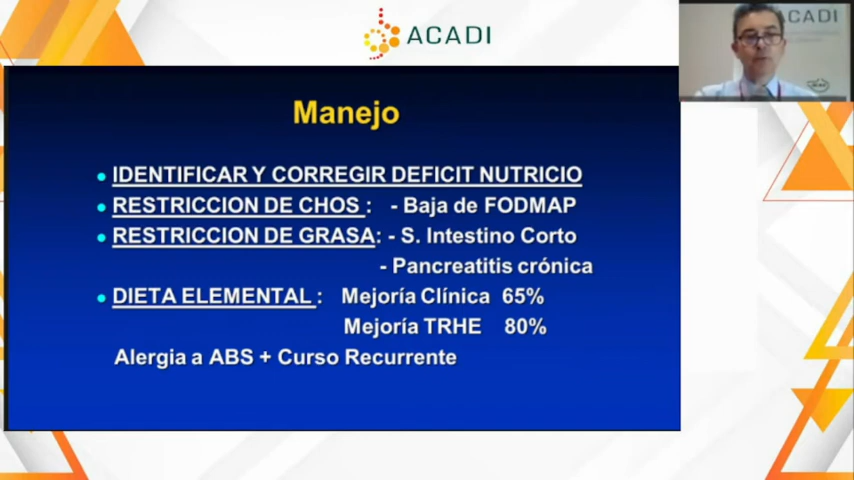 ACADI
ACADI
Manejo
• IDENTIFICAR Y CORREGIR DEFICIT NUTRICIO
• RESTRICCION DE CHOS : - Baja de FODMAP
• RESTRICCION DE GRASA: - S. Intestino Corto
- Pancreatitis crónica
• DIETA ELEMENTAL : Mejoría Clínica 65%
Mejoría TRHE 80%
Alergia a ABS + Curso Recurrente